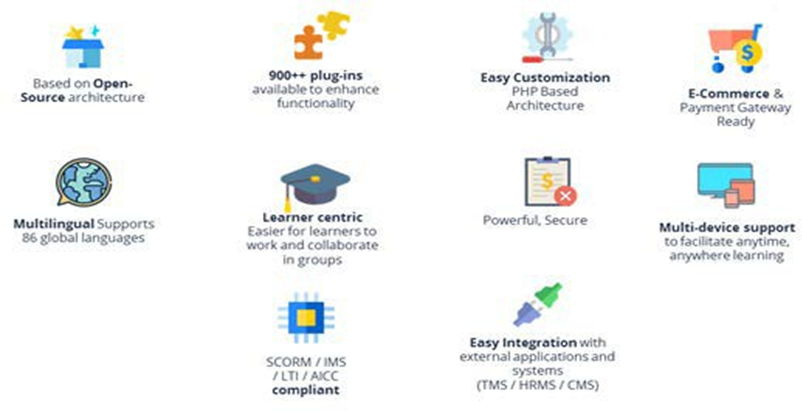 Based on Open-
Source architecture
900++ plug-ins
available to enhance
functionality
Easy Customization
PHP Based
Architecture
E-Commerce &
Payment Gateway
Ready
Multilingual Supports
86 global languages
Learner centric
Easier for learners to
work and collaborate
in groups
Powerful, Secure
Multi-device support
to facilitate anytime,
anywhere learning
SCORM / IMS
/ LTI / AICC
compliant
Easy Integration with
external applications and
systems
(TMS / HRMS / CMS)